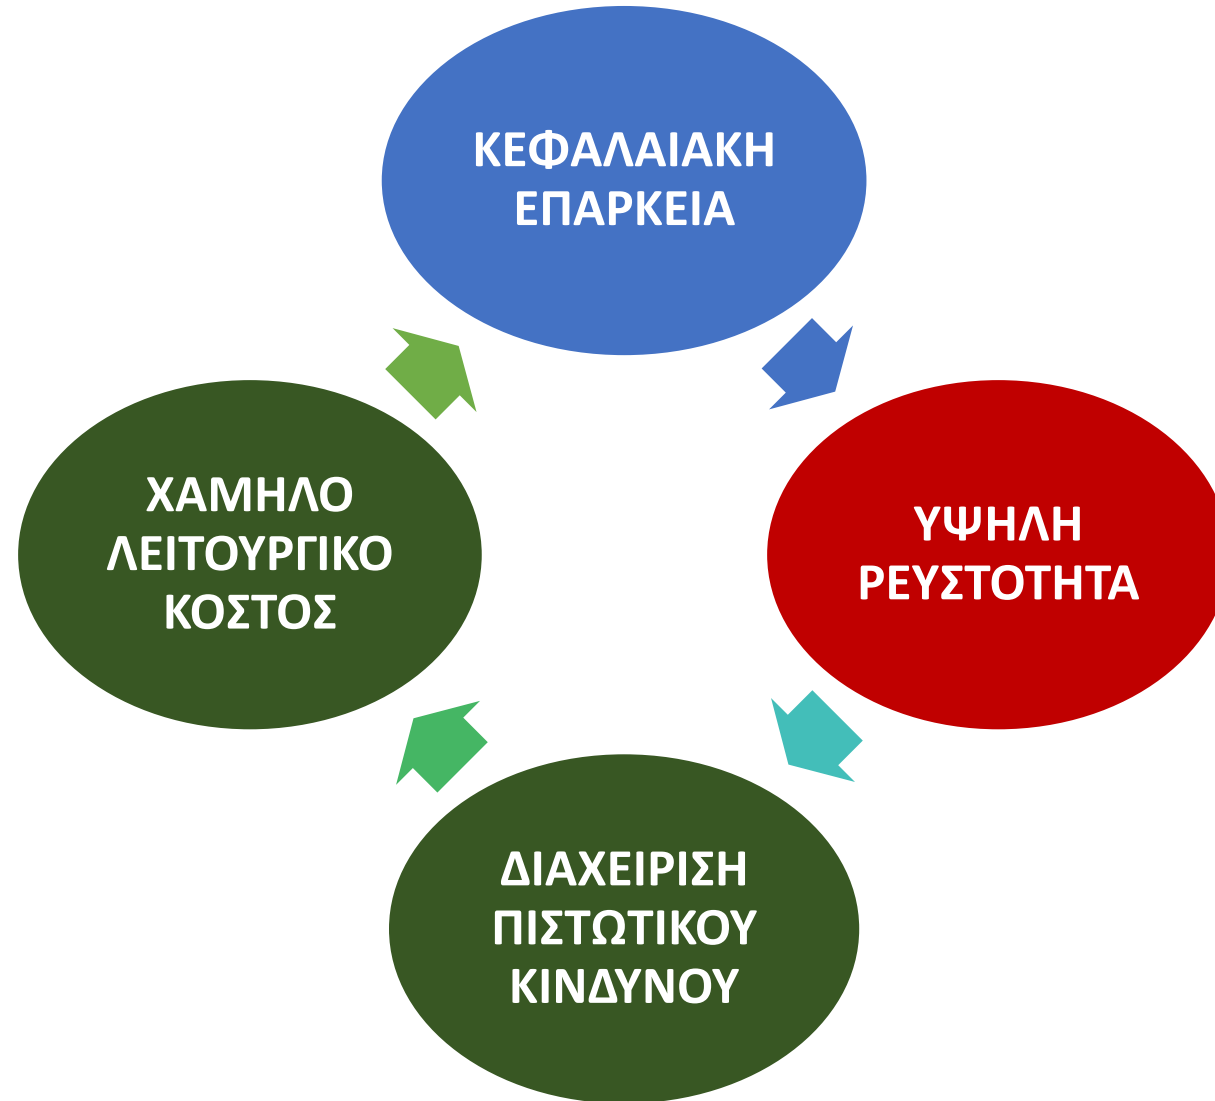 ΚΕΦΑΛΑΙΑΚΗ
ΕΠΑΡΚΕΙΑ
ΥΨΗΛΗ
ΡΕΥΣΤΟΤΗΤΑ
ΔΙΑΧΕΙΡΙΣΗ
ΠΙΣΤΩΤΙΚΟΥ
ΚΙΝΔΥΝΟΥ
ΧΑΜΗΛΟ
ΛΕΙΤΟΥΡΓΙΚΟ
ΚΟΣΤΟΣ